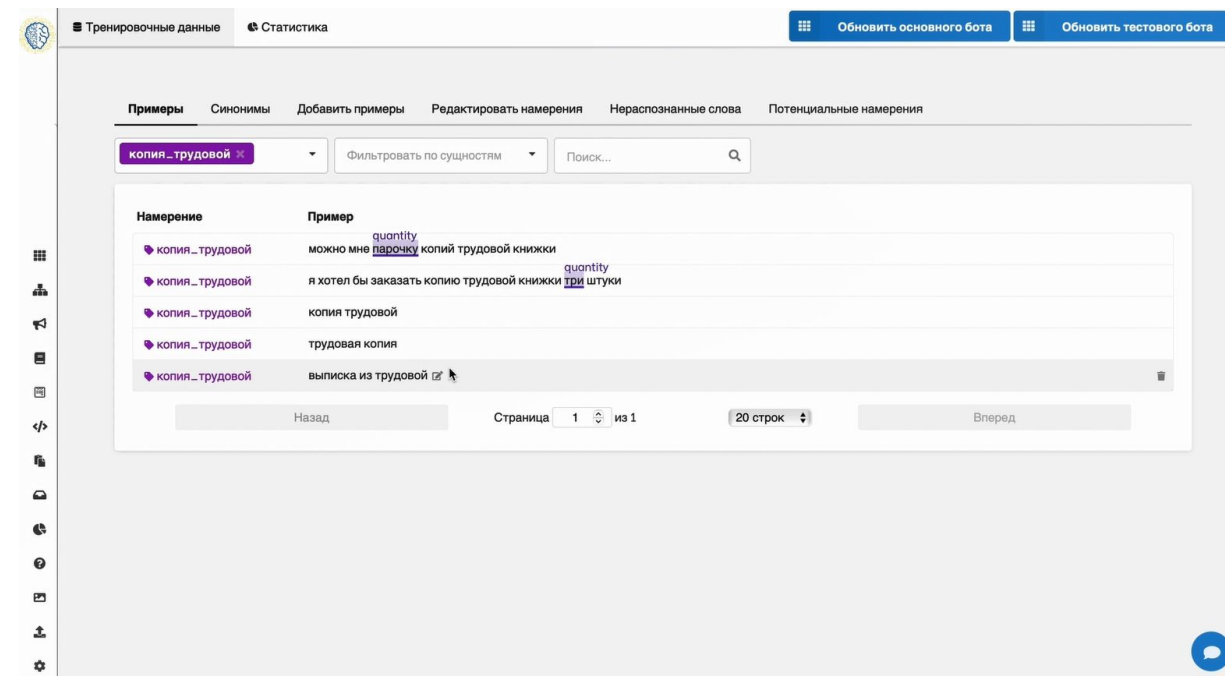 Тренировочные данные Статистика Обновить основного бота Обновить тестового бота
Примеры Синонимы Добавить примеры Редактировать намерения Нераспознанные слова Потенциальные намерения
копия_трудовой Фильтровать по сущностям Поиск...
Намерение Пример
quantity
копия_трудовой можно мне парочку копий трудовой книжки
quantity
копия_трудовой я хотел бы заказать копию трудовой книжки три штуки
копия_трудовой копия трудовой
копия_трудовой трудовая копия
копия_трудовой выписка из трудовой
Назад Страница 1 из 1 20 строк Вперед